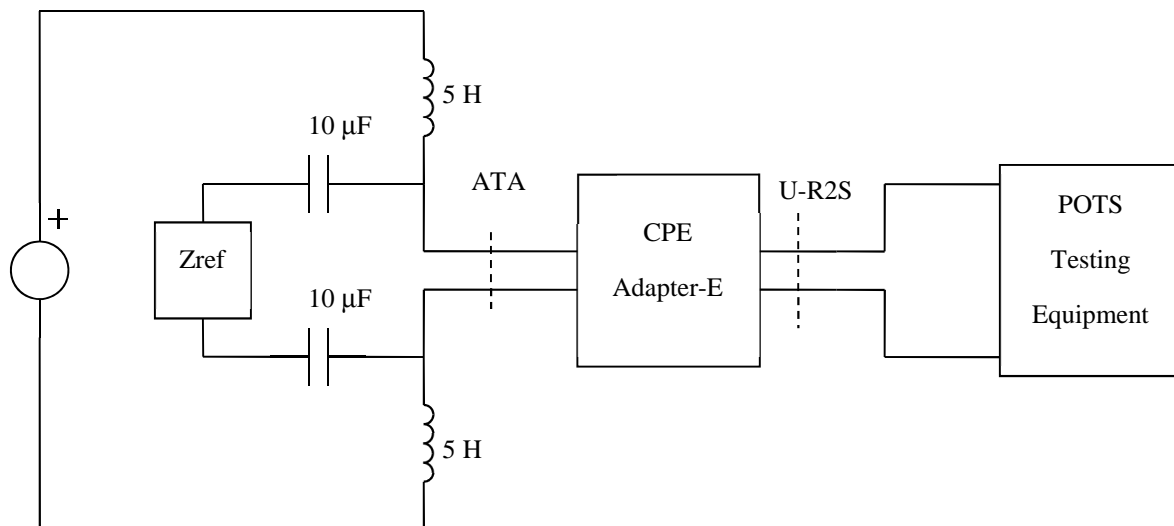 5 H
10 μF
ATA
U-R2S
+
Zref
CPE
Adapter-E
POTS
Testing
Equipment
10 μF
5 H